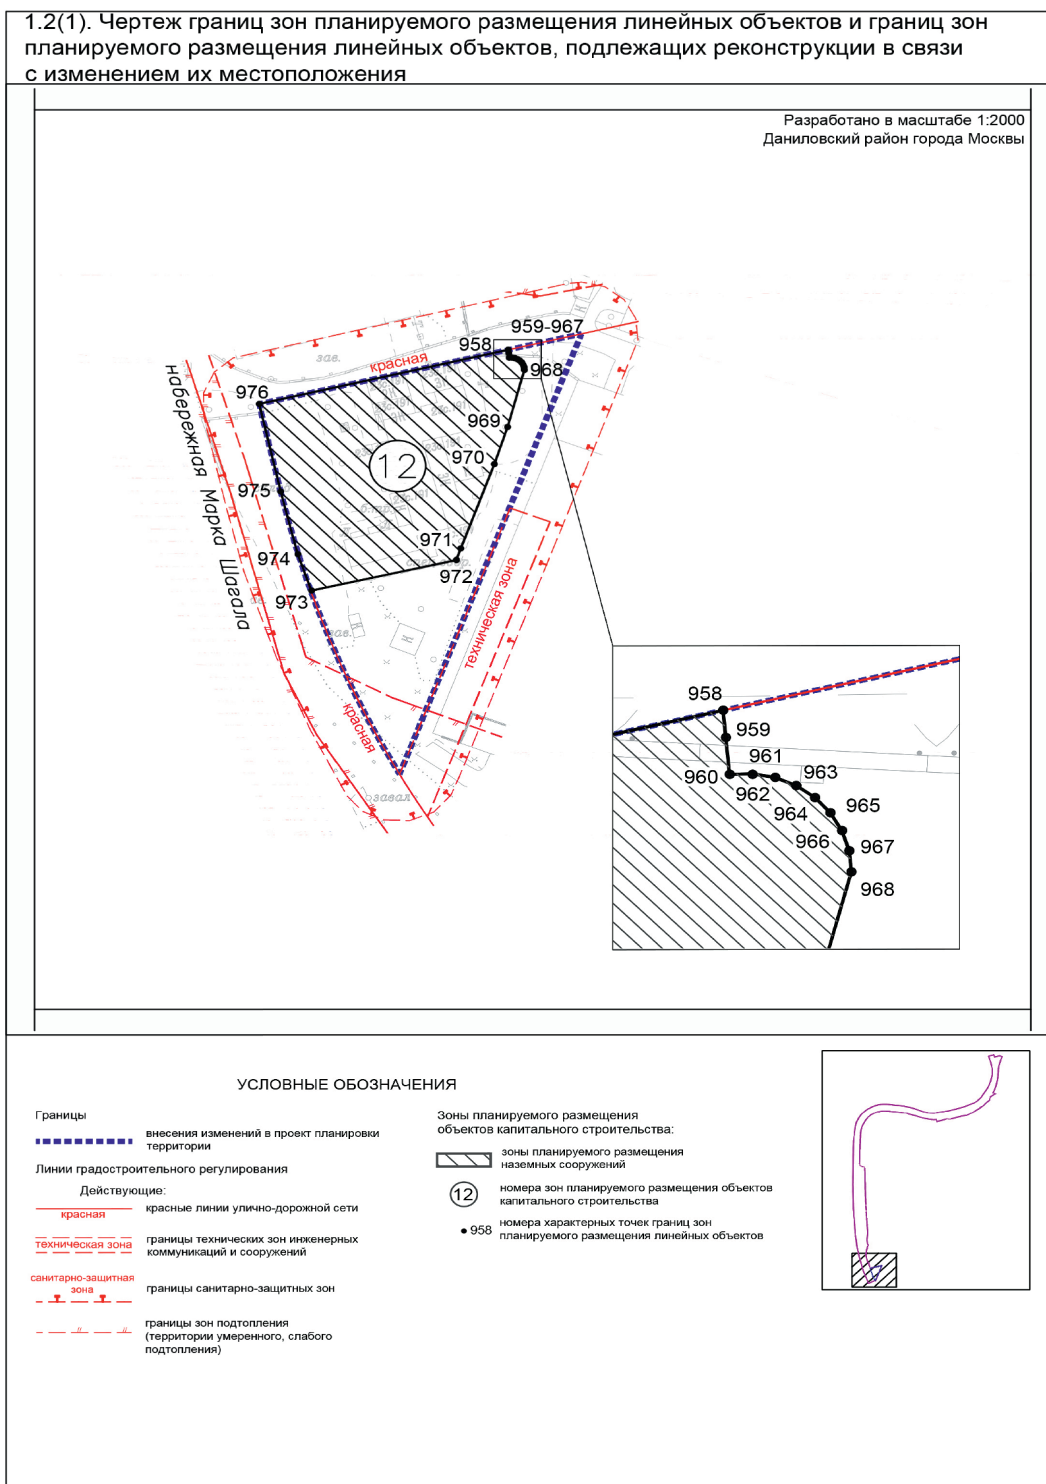 1.2(1). Чертеж границ зон планируемого размещения линейных объектов и границ зон
планируемого размещения линейных объектов, подлежащих реконструкции в связи
с изменением их местоположения
Разработано в масштабе 1:2000
Даниловский район города Москвы
959-967
958
зав.
красная
968
976
969
набережная Марка Шагала
12
970
975
971
974
972
973
техническая зона
зав.
красная
завал
958
959
961
960
963
962
964
965
966
967
968
УСЛОВНЫЕ ОБОЗНАЧЕНИЯ
Границы
внесения изменений в проект планировки
территории
Линии градостроительного регулирования
Действующие:
красная
красные линии улично-дорожной сети
техническая зона
границы технических зон инженерных
коммуникаций и сооружений
санитарно-защитная
зона
границы санитарно-защитных зон
границы зон подтопления
(территории умеренного, слабого
подтопления)
Зоны планируемого размещения
объектов капитального строительства:
зоны планируемого размещения
наземных сооружений
12
номера зон планируемого размещения объектов
капитального строительства
958
номера характерных точек границ зон
планируемого размещения линейных объектов